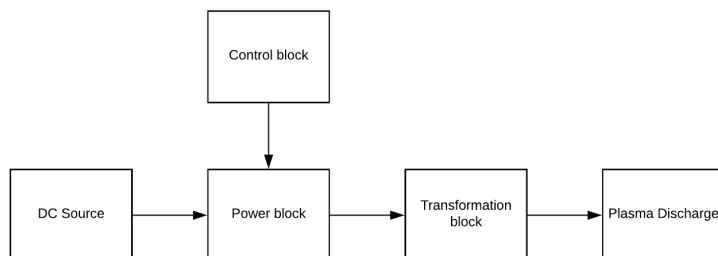 Control block
DC Source
Power block
Transformation
block
Plasma Discharge